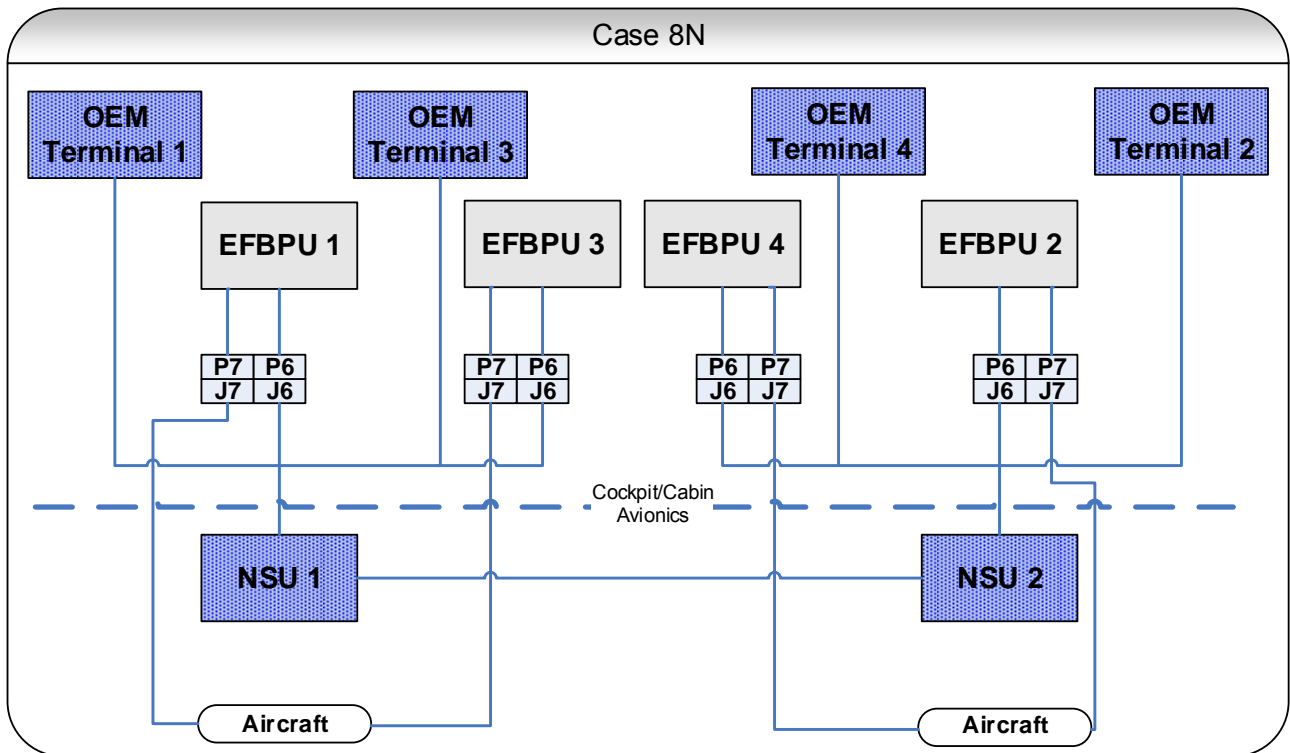 Case 8N
OEM
Terminal 1
OEM
Terminal 3
OEM
Terminal 4
OEM
Terminal 2
EFBPU 1
EFBPU 3
EFBPU 4
EFBPU 2
P7 P6
J7 J6
P7 P6
J7 J6
P6 P7
J6 J7
P6 P7
J6 J7
Cockpit/Cabin
Avionics
NSU 1
NSU 2
Aircraft
Aircraft